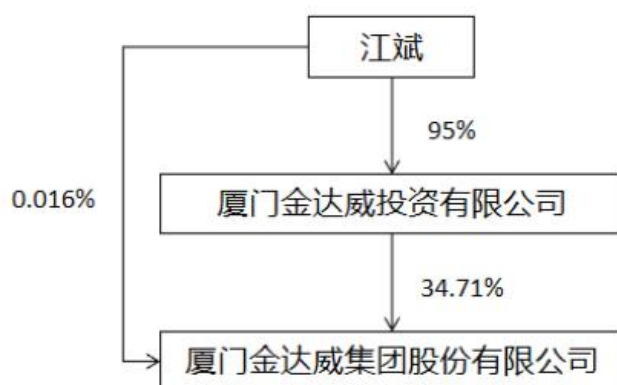 江斌
95%
0.016%
厦门金达威投资有限公司
34.71%
厦门金达威集团股份有限公司